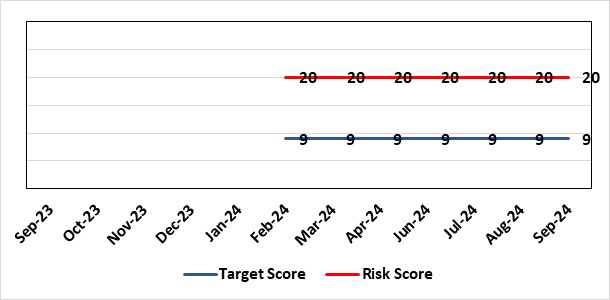 20 20 20 20 20 20 20
9 9 9 9 9 9 9
Sep-23 Oct-23 Nov-23 Dec-23 Jan-24 Feb-24 Mar-24 Apr-24 Jun-24 Jul-24 Aug-24 Sep-24
Target Score Risk Score